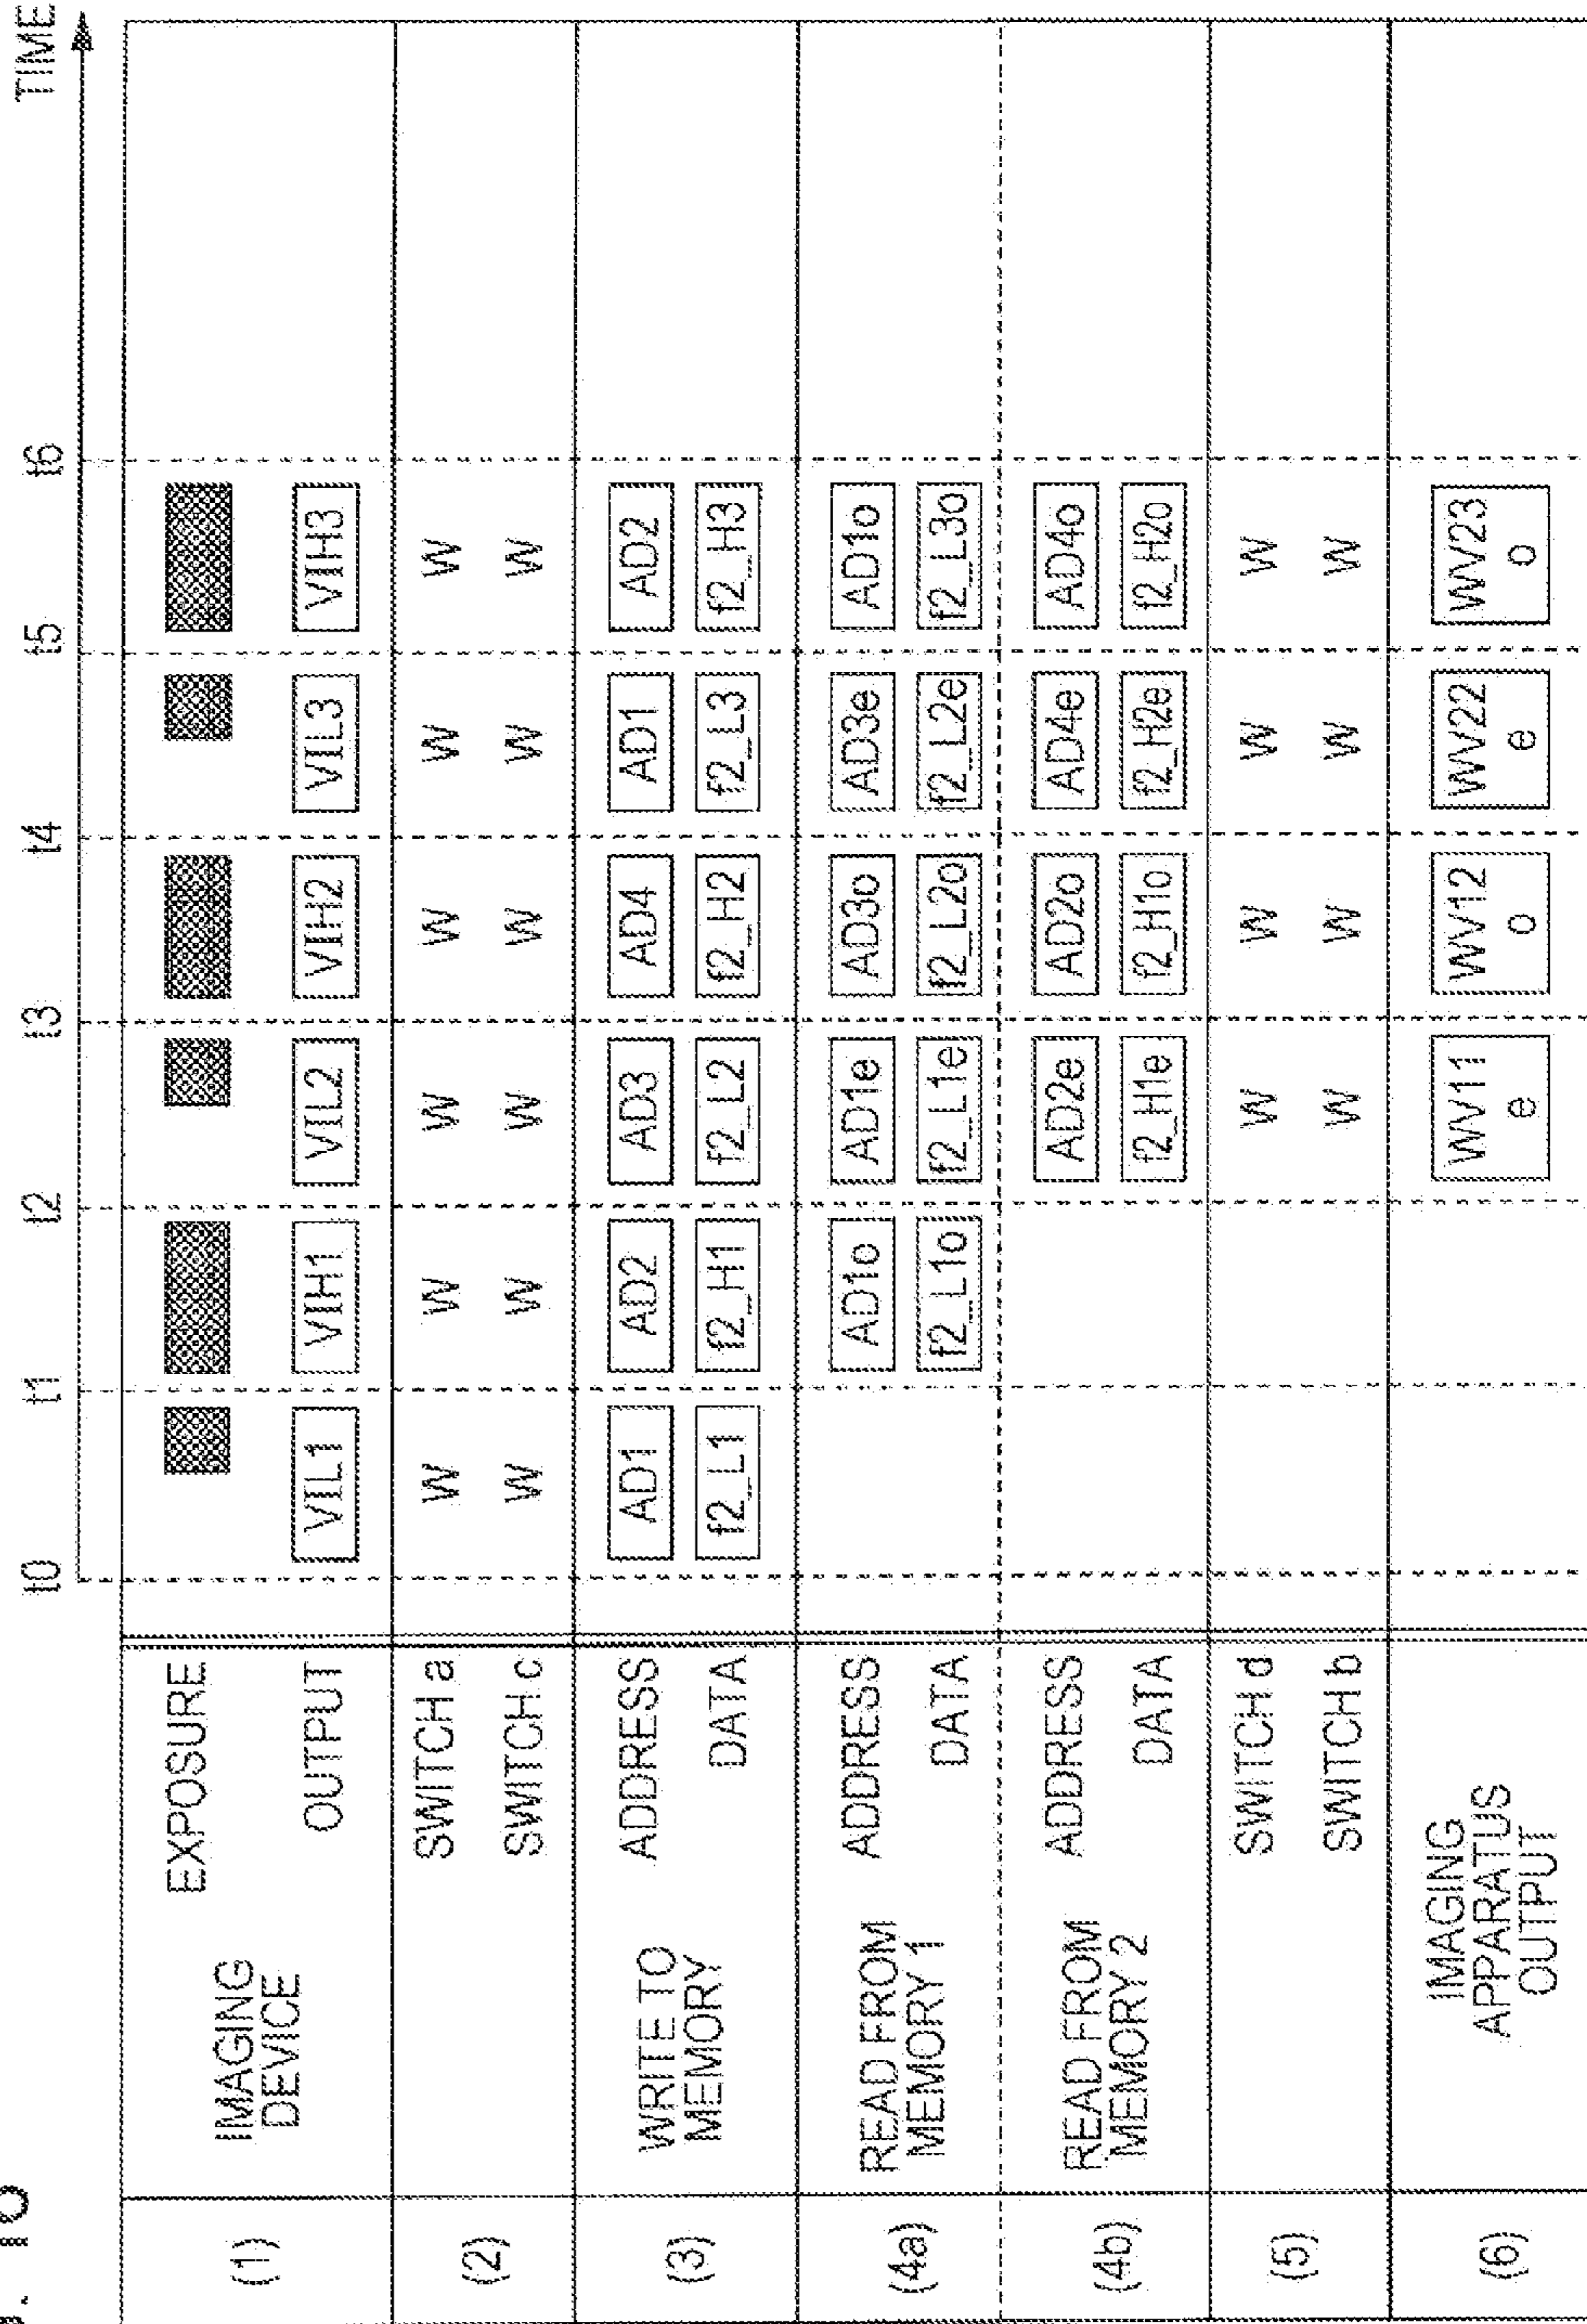 TIME
t0 t1 t2 t3 t4 t5 t6
(1) IMAGING DEVICE EXPOSURE
OUTPUT VIL1 VIH1 VIL2 VIH2 VIL3 VIH3
(2) SWITCH a W W W W W W
SWITCH c W W W W W W
(3) WRITE TO MEMORY ADDRESS AD1 AD2 AD3 AD4 AD1 AD2
DATA f2_L1 f2_H1 f2_L2 f2_H2 f2_L3 f2_H3
(4a) READ FROM MEMORY 1 ADDRESS AD1o AD1e AD3o AD3e AD1o
DATA f2_L1o f2_L1e f2_L2o f2_L2e f2_L3o
(4b) READ FROM MEMORY 2 ADDRESS AD2e AD2o AD4e AD4o
DATA f2_H1e f2_H1o f2_H2e f2_H2o
(5) SWITCH d W W W W
SWITCH b W W W W
(6) IMAGING APPARATUS OUTPUT WV11 e WV12 o WV22 e WV23 o